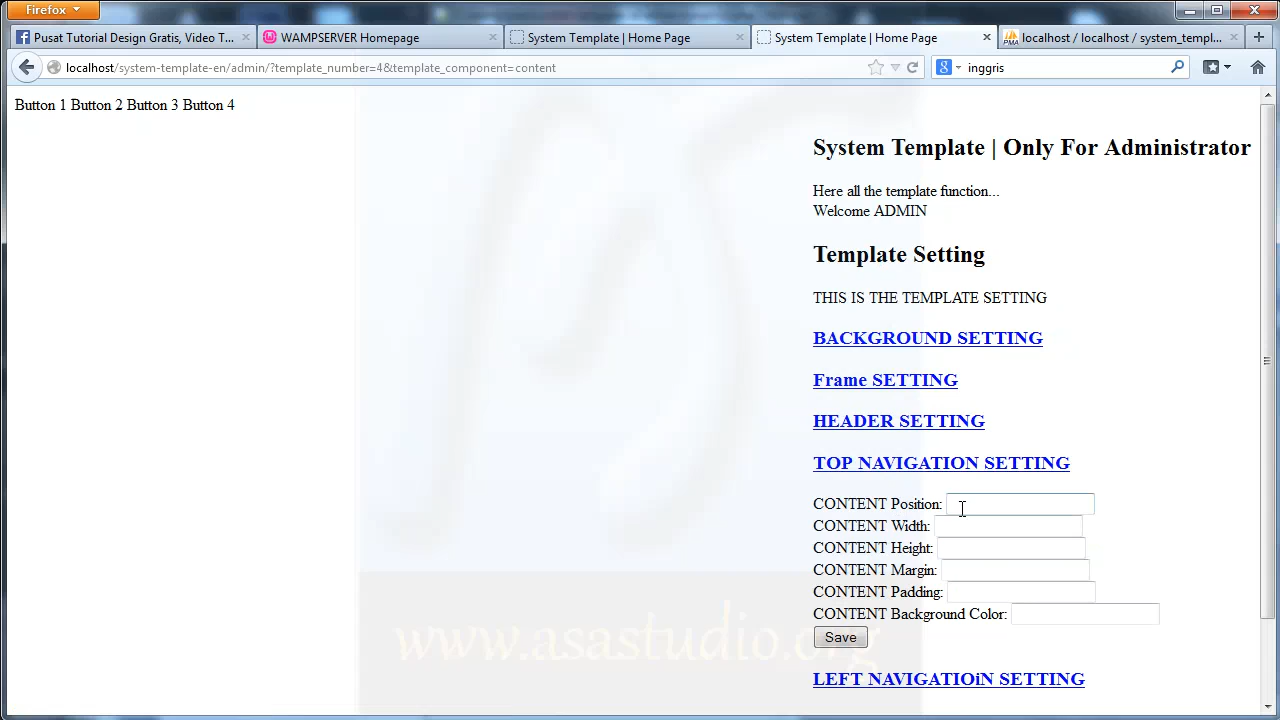 Firefox
Pusat Tutorial Design Gratis, Video T...
WAMPSERVER Homepage
System Template | Home Page
System Template | Home Page
PMA
localhost / localhost / system_templ...
localhost/system-template-en/admin/?template_number=4&template_component=content
inggris
Button 1 Button 2 Button 3 Button 4
System Template | Only For Administrator
Here all the template function...
Welcome ADMIN
Template Setting
THIS IS THE TEMPLATE SETTING
BACKGROUND SETTING
Frame SETTING
HEADER SETTING
TOP NAVIGATION SETTING
CONTENT Position:
CONTENT Width:
CONTENT Height:
CONTENT Margin:
CONTENT Padding:
CONTENT Background Color:
Save
www.asastudio.org
LEFT NAVIGATIOiN SETTING